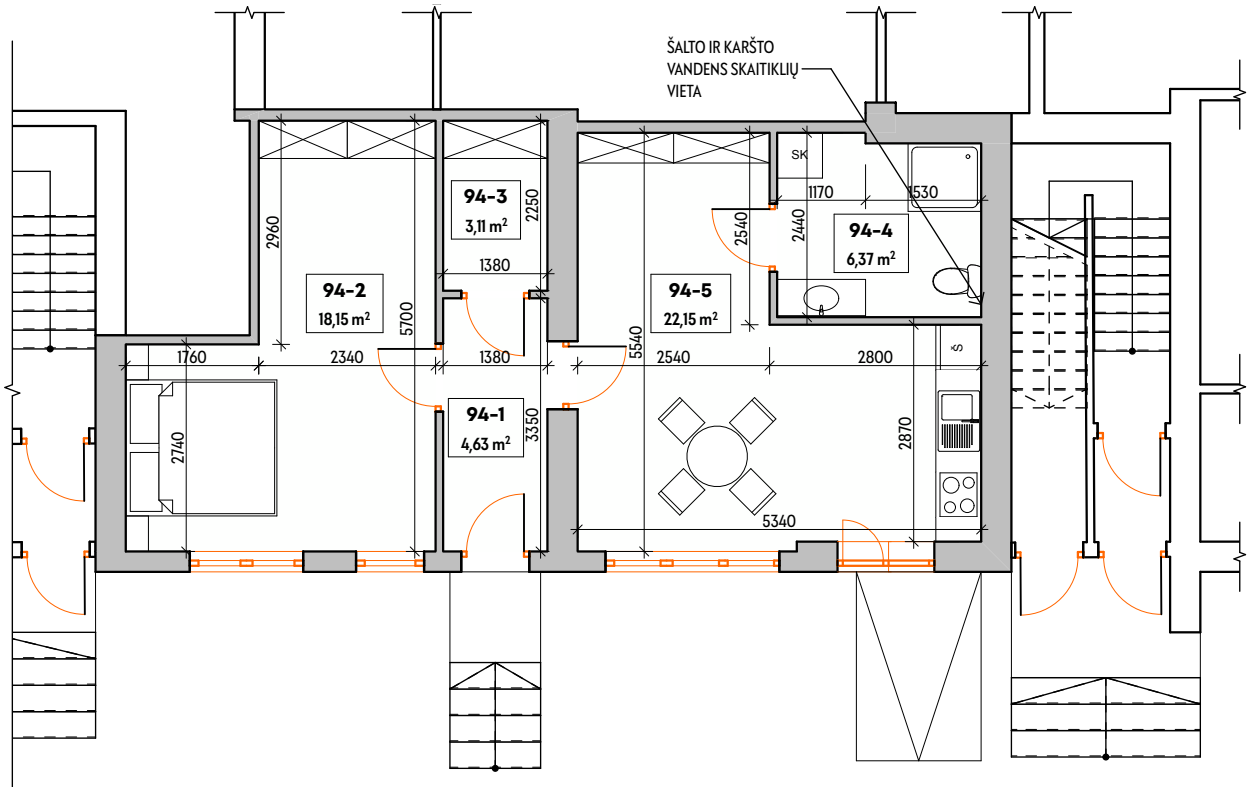 ŠALTO IR KARŠTO
VANDENS SKAITIKLIŲ
VIETA
SK
1170
1530
94-3
3,11 m²
2250
2960
2540
2440
94-4
6,37 m²
1380
94-2
18,15 m²
94-5
22,15 m²
5700
5540
Š
1760
2340
1380
2540
2800
94-1
4,63 m²
3350
2740
2870
5340